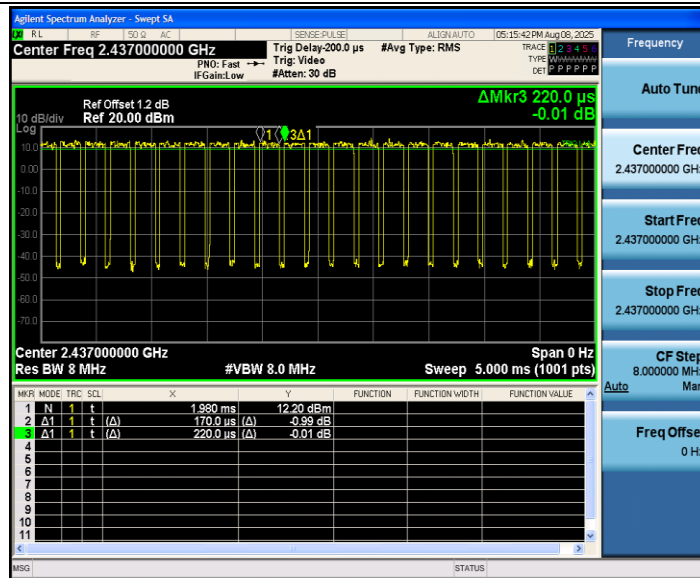 Agilent Spectrum Analyzer - Swept SA
RL RF 50 Ω AC SENSE:PULSE ALIGN AUTO 05:15:42 PM Aug 08, 2025
Center Freq 2.437000000 GHz
Trig Delay-200.0 µs #Avg Type: RMS
TRACE 1 2 3 4 5 6
PNO: Fast Trig: Video
TYPE
IFGain:Low #Atten: 30 dB
DET P P P P P P
Frequency
Auto Tune
ΔMkr3 220.0 µs
-0.01 dB
Ref Offset 1.2 dB
10 dB/div Ref 20.00 dBm
Log
1 3Δ1
10.0
0.00
-10.0
-20.0
-30.0
-40.0
-50.0
-60.0
-70.0
Center 2.437000000 GHz Span 0 Hz
Res BW 8 MHz #VBW 8.0 MHz Sweep 5.000 ms (1001 pts)
Center Freq
2.437000000 GHz
Start Freq
2.437000000 GHz
Stop Freq
2.437000000 GHz
CF Step
8.000000 MHz
Auto Man
Freq Offset
0 Hz
MKR MODE TRC SCL X Y FUNCTION FUNCTION WIDTH FUNCTION VALUE
1 N 1 t 1.980 ms 12.20 dBm
2 Δ1 1 t (Δ) 170.0 µs (Δ) -0.99 dB
3 Δ1 1 t (Δ) 220.0 µs (Δ) -0.01 dB
4
5
6
7
8
9
10
11
MSG STATUS